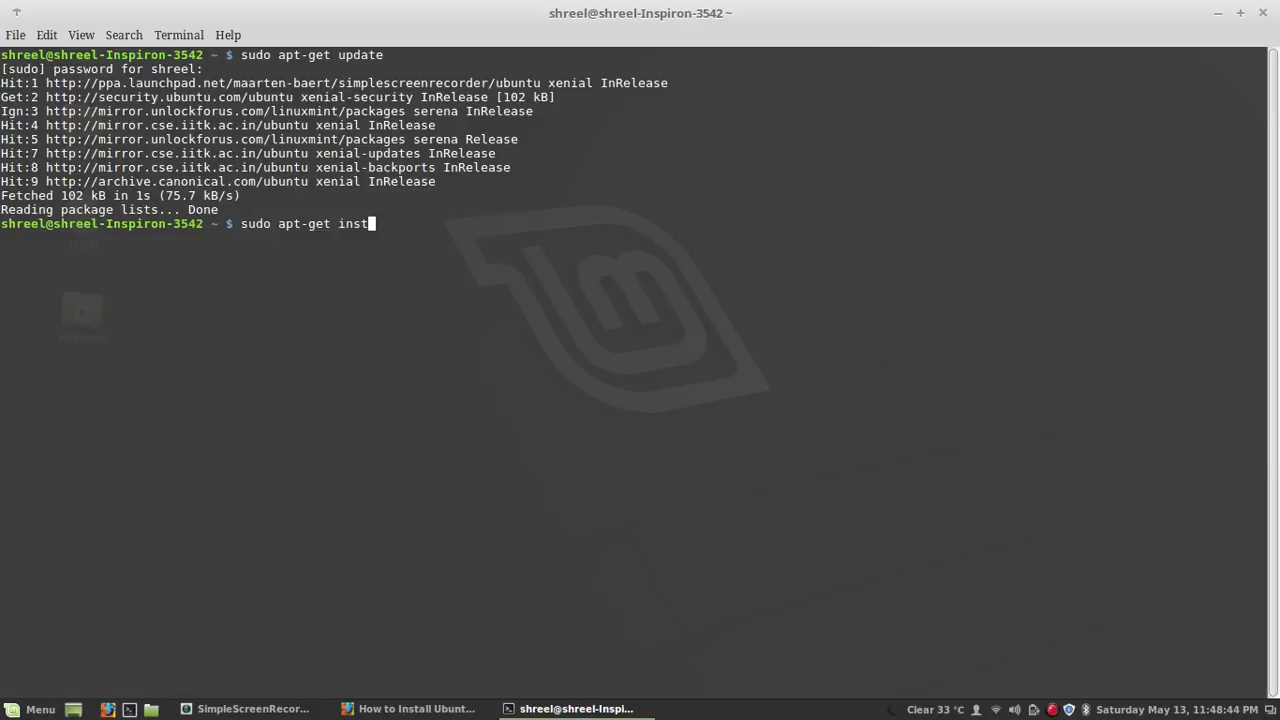 shreel@shreel-Inspiron-3542 ~
File Edit View Search Terminal Help
shreel@shreel-Inspiron-3542 ~ $ sudo apt-get update
[sudo] password for shreel:
Hit:1 http://ppa.launchpad.net/maarten-baert/simplescreenrecorder/ubuntu xenial InRelease
Get:2 http://security.ubuntu.com/ubuntu xenial-security InRelease [102 kB]
Ign:3 http://mirror.unlockforus.com/linuxmint/packages serena InRelease
Hit:4 http://mirror.cse.iitk.ac.in/ubuntu xenial InRelease
Hit:5 http://mirror.unlockforus.com/linuxmint/packages serena Release
Hit:7 http://mirror.cse.iitk.ac.in/ubuntu xenial-updates InRelease
Hit:8 http://mirror.cse.iitk.ac.in/ubuntu xenial-backports InRelease
Hit:9 http://archive.canonical.com/ubuntu xenial InRelease
Fetched 102 kB in 1s (75.7 kB/s)
Reading package lists... Done
shreel@shreel-Inspiron-3542 ~ $ sudo apt-get inst
Menu SimpleScreenRecor... How to Install Ubunt... shreel@shreel-Inspi... Clear 33 °C Saturday May 13, 11:48:44 PM